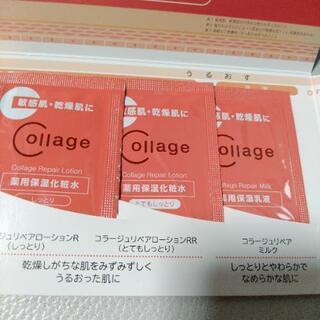 うるおす
敏感肌・乾燥肌に
Collage
Collage Repair Lotion
薬用保湿化粧水
しっとり
敏感肌・乾燥肌に
Collage
Collage Repair Lotion
薬用保湿化粧水
とてもしっとり
敏感肌・乾燥肌に
Collage
Repair Milk
薬用保湿乳液
ジュリペアローションR
(しっとり)
コラージュリペアローションRR
(とてもしっとり)
コラージュリペア
ミルク
乾燥しがちな肌をみずみずしく
うるおった肌に
しっとりとやわらかで
なめらかな肌に